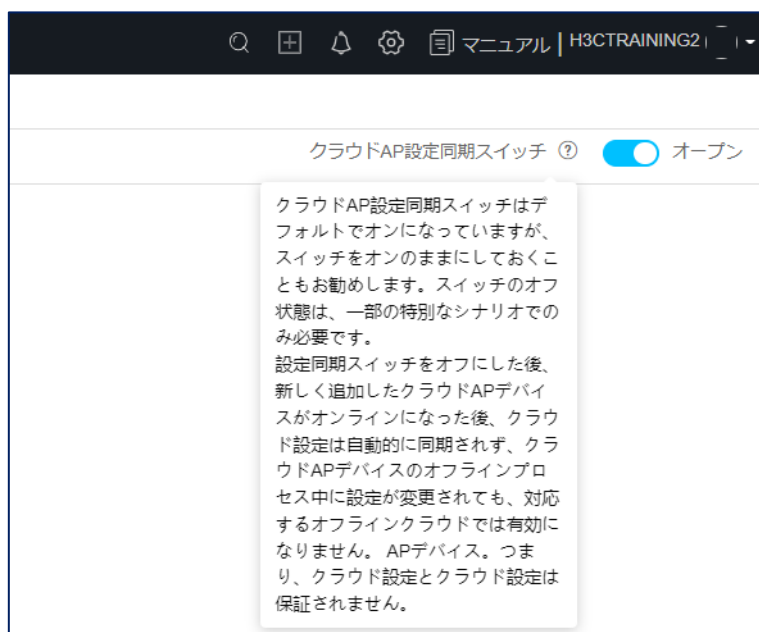 マニュアル | H3CTRAINING2
クラウドAP設定同期スイッチ ? オープン
クラウドAP設定同期スイッチはデ
フォルトでオンになっていますが、
スイッチをオンのままにしておくこ
ともお勧めします。スイッチのオフ
状態は、一部の特別なシナリオでの
み必要です。
設定同期スイッチをオフにした後、
新しく追加したクラウドAPデバイ
スがオンラインになった後、クラウ
ド設定は自動的に同期されず、クラ
ウドAPデバイスのオフラインプロ
セス中に設定が変更されても、対応
するオフラインクラウドでは有効に
なりません。 APデバイス。つま
り、クラウド設定とクラウド設定は
保証されません。